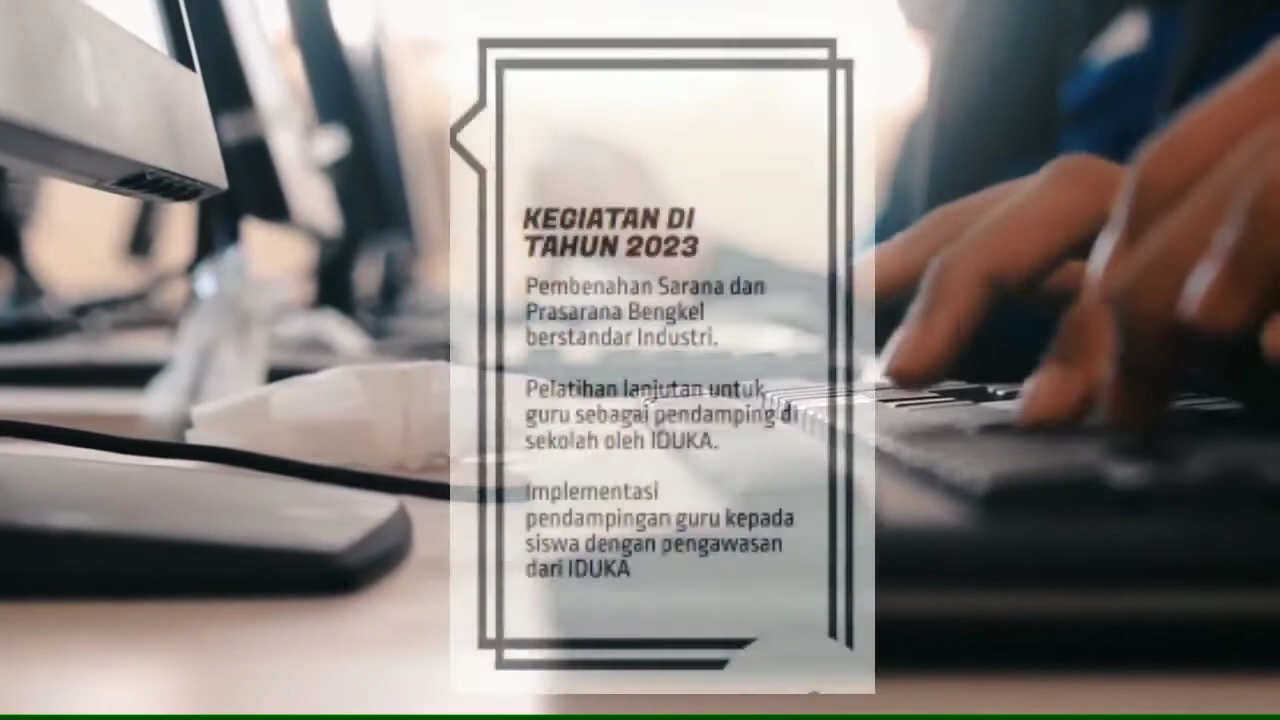 KEGIATAN DI
TAHUN 2023
Pembenahan Sarana dan
Prasarana Bengkel
berstandar Industri.
Pelatihan lanjutan untuk
guru sebagai pendamping di
sekolah oleh IDUKA.
Implementasi
pendampingan guru kepada
siswa dengan pengawasan
dari IDUKA